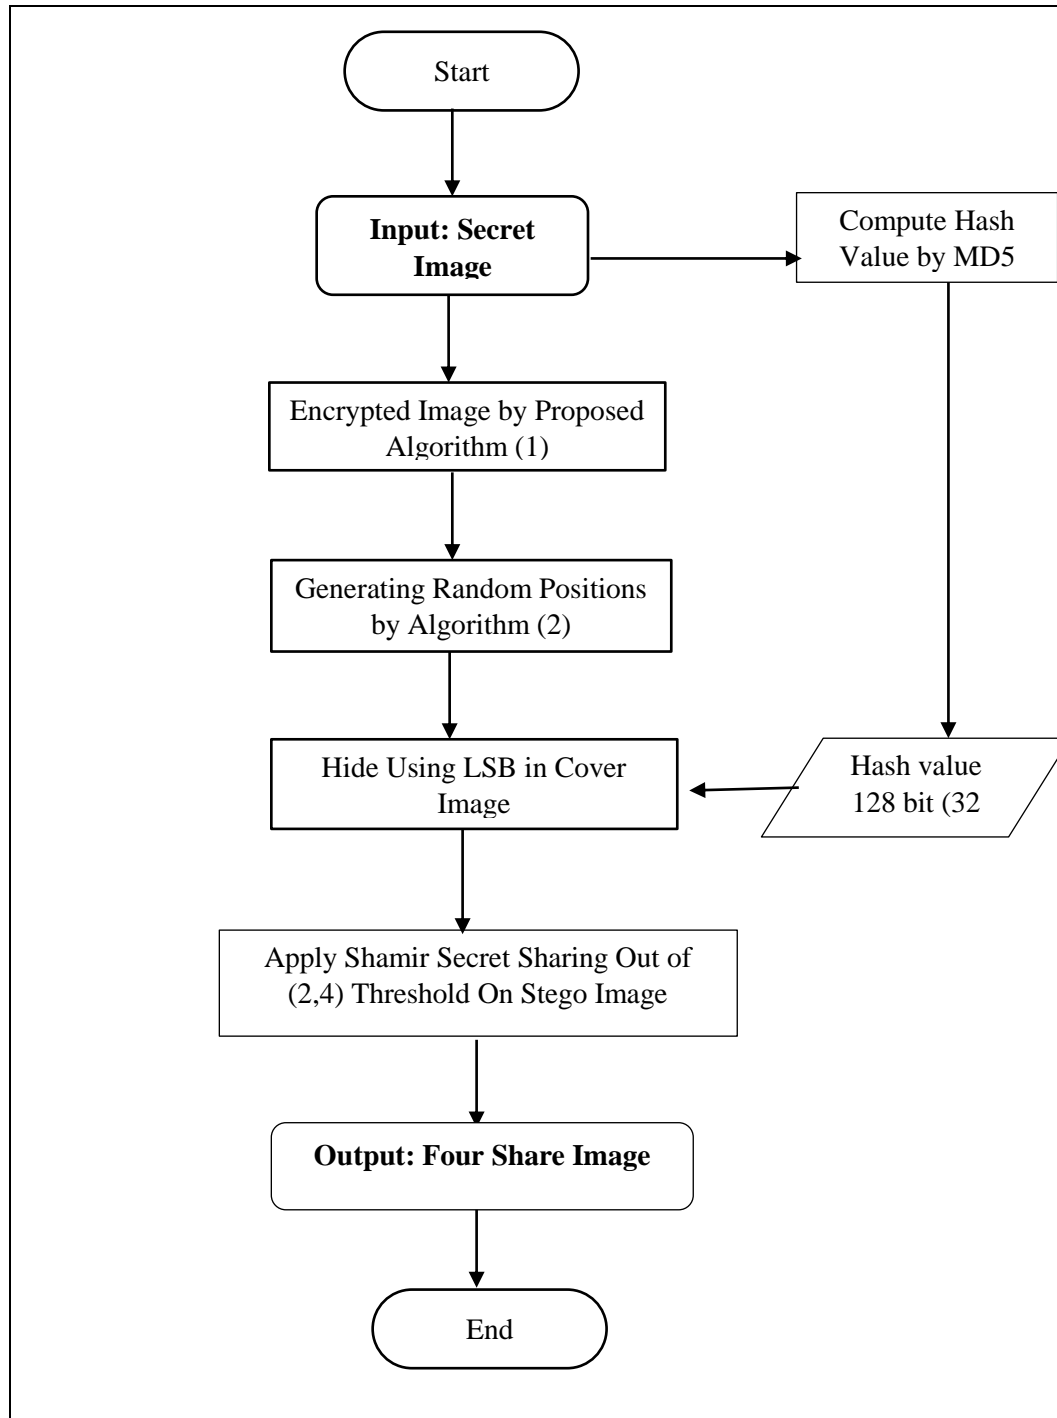 Start
Input: Secret
Image
Compute Hash
Value by MD5
Encrypted Image by Proposed
Algorithm (1)
Generating Random Positions
by Algorithm (2)
Hide Using LSB in Cover
Image
Hash value
128 bit (32
Apply Shamir Secret Sharing Out of
(2,4) Threshold On Stego Image
Output: Four Share Image
End